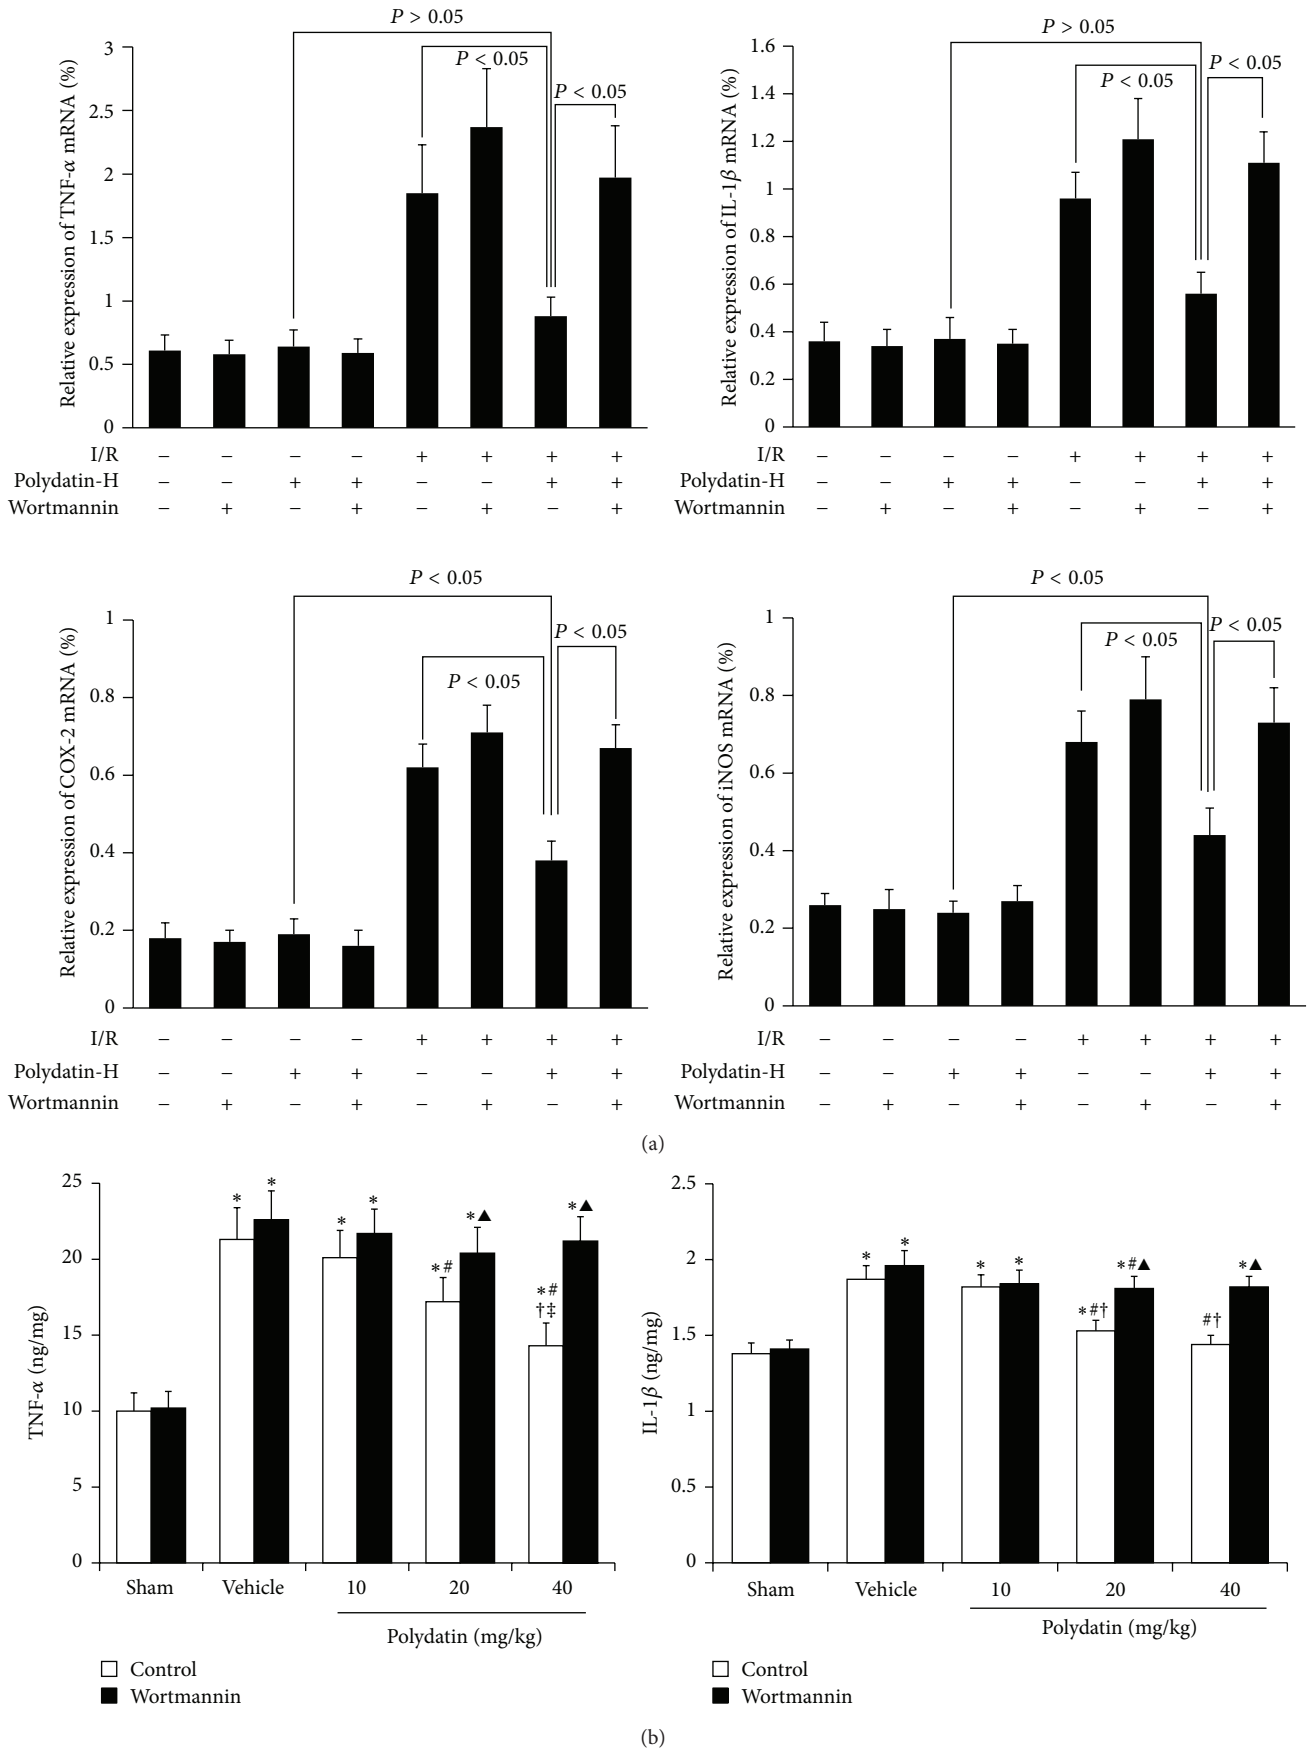 P > 0.05
P < 0.05
P < 0.05
3
2.5
2
1.5
1
0.5
0
Relative expression of TNF-α mRNA (%)
I/R − − − − + + + +
Polydatin-H − − + + − − + +
Wortmannin − + − + − + − +
P > 0.05
P < 0.05
P < 0.05
1.6
1.4
1.2
1
0.8
0.6
0.4
0.2
0
Relative expression of IL-1β mRNA (%)
I/R − − − − + + + +
Polydatin-H − − + + − − + +
Wortmannin − + − + − + − +
P < 0.05
P < 0.05
P < 0.05
1
0.8
0.6
0.4
0.2
0
Relative expression of COX-2 mRNA (%)
I/R − − − − + + + +
Polydatin-H − − + + − − + +
Wortmannin − + − + − + − +
P < 0.05
P < 0.05
P < 0.05
1
0.8
0.6
0.4
0.2
0
Relative expression of iNOS mRNA (%)
I/R − − − − + + + +
Polydatin-H − − + + − − + +
Wortmannin − + − + − + − +
(a)
25
20
15
10
5
0
TNF-α (ng/mg)
* * * * *# *▲ *# *▲
†‡
Sham Vehicle 10 20 40
Polydatin (mg/kg)
Control
Wortmannin
2.5
2
1.5
1
0.5
0
IL-1β (ng/mg)
* * * * *#† *#▲ #† *▲
Sham Vehicle 10 20 40
Polydatin (mg/kg)
Control
Wortmannin
(b)